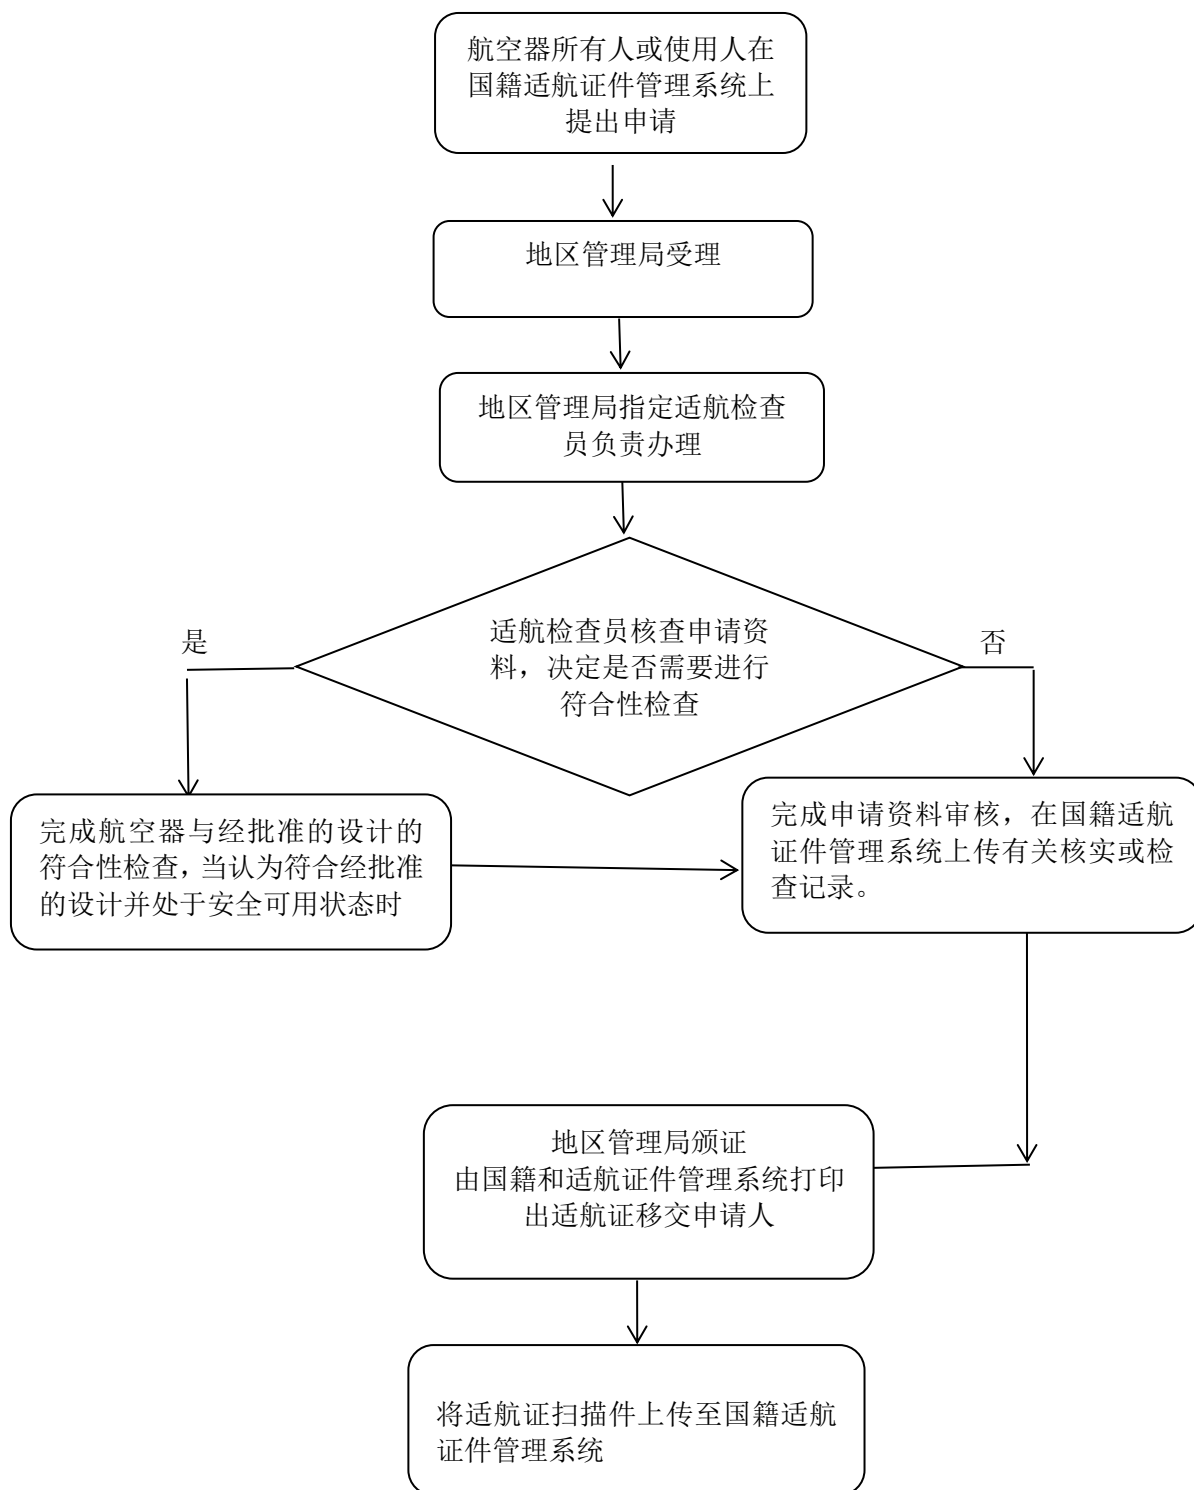 航空器所有人或使用人在
国籍适航证件管理系统上
提出申请
地区管理局受理
地区管理局指定适航检查
员负责办理
适航检查员核查申请资
料，决定是否需要进行
符合性检查
是
否
完成航空器与经批准的设计的
符合性检查，当认为符合经批准
的设计并处于安全可用状态时
完成申请资料审核，在国籍适航
证件管理系统上传有关核实或检
查记录。
地区管理局颁证
由国籍和适航证件管理系统打印
出适航证移交申请人
将适航证扫描件上传至国籍适航
证件管理系统